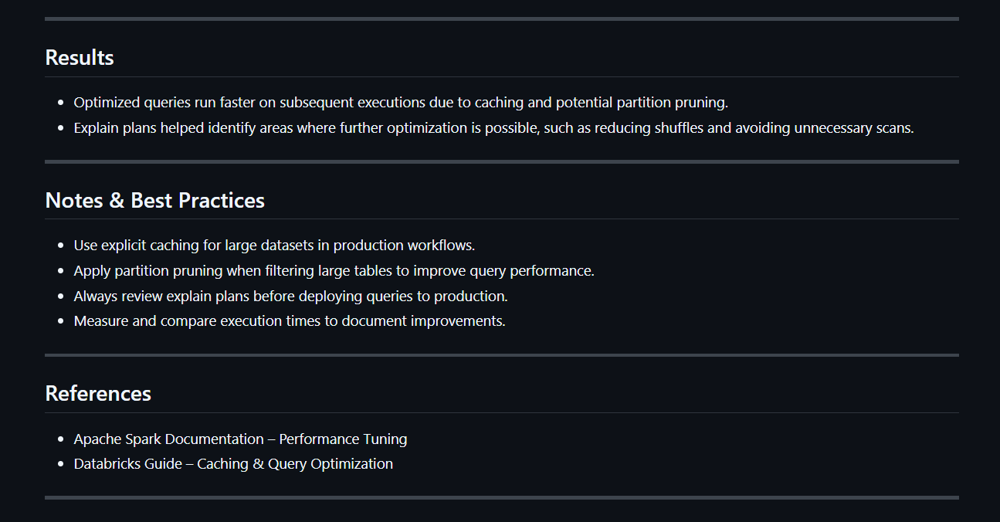 Results
Optimized queries run faster on subsequent executions due to caching and potential partition pruning.
Explain plans helped identify areas where further optimization is possible, such as reducing shuffles and avoiding unnecessary scans.
Notes & Best Practices
Use explicit caching for large datasets in production workflows.
Apply partition pruning when filtering large tables to improve query performance.
Always review explain plans before deploying queries to production.
Measure and compare execution times to document improvements.
References
Apache Spark Documentation – Performance Tuning
Databricks Guide – Caching & Query Optimization